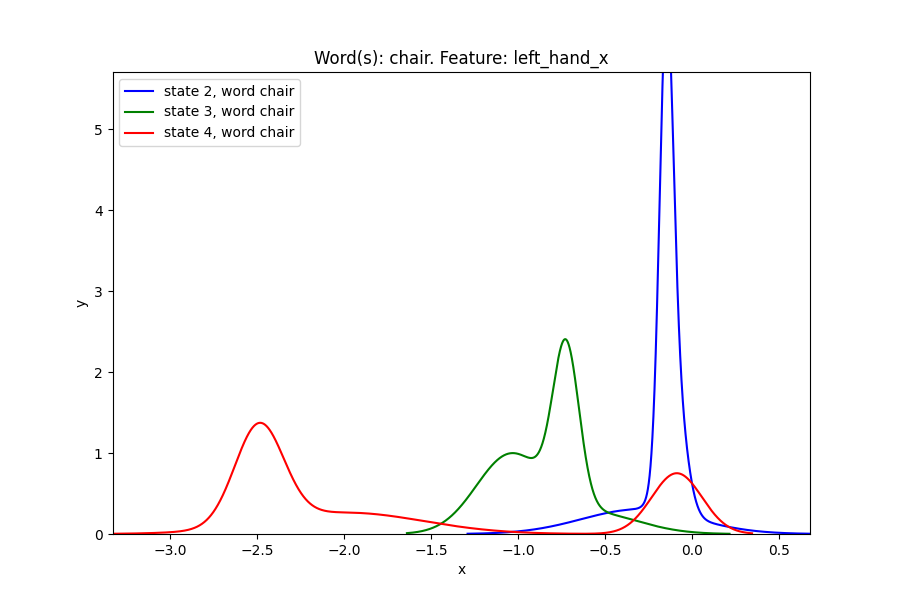 Word(s): chair. Feature: left_hand_x
state 2, word chair
state 3, word chair
state 4, word chair
5
4
3
2
1
0
y
−3.0 −2.5 −2.0 −1.5 −1.0 −0.5 0.0 0.5
x